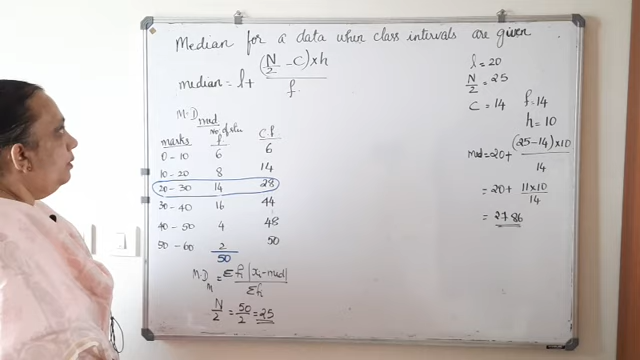 Median for a data when class intervals are given
median = l + (N/2 - C) × h / f
M.D
med
marks no. of stu f C.f
0 - 10 6 6
10 - 20 8 14
20 - 30 14 28
30 - 40 16 44
40 - 50 4 48
50 - 60 2 50
50
M.D M = Σ fi |xi - med| / Σ fi
N/2 = 50/2 = 25
l = 20
N/2 = 25
C = 14 f = 14
h = 10
Med = 20 + (25 - 14) × 10 / 14
= 20 + 11 × 10 / 14
= 27.86